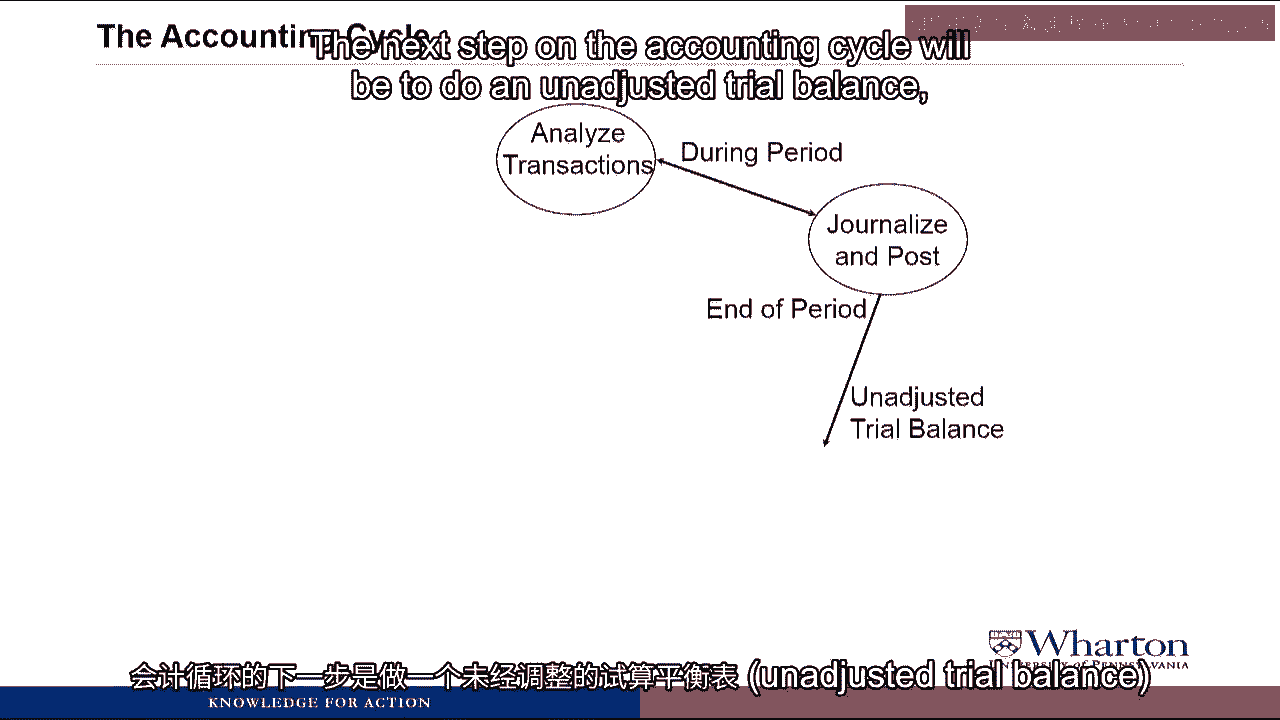 The Accounting Cycle
The next step on the accounting cycle will
be to do an unadjusted trial balance,
Analyze
Transactions
During Period
Journalize
and Post
End of Period
Unadjusted
Trial Balance
Wharton
UNIVERSITY of PENNSYLVANIA
会计循环的下一步是做一个未经调整的试算平衡表 (unadjusted trial balance)
KNOWLEDGE FOR ACTION